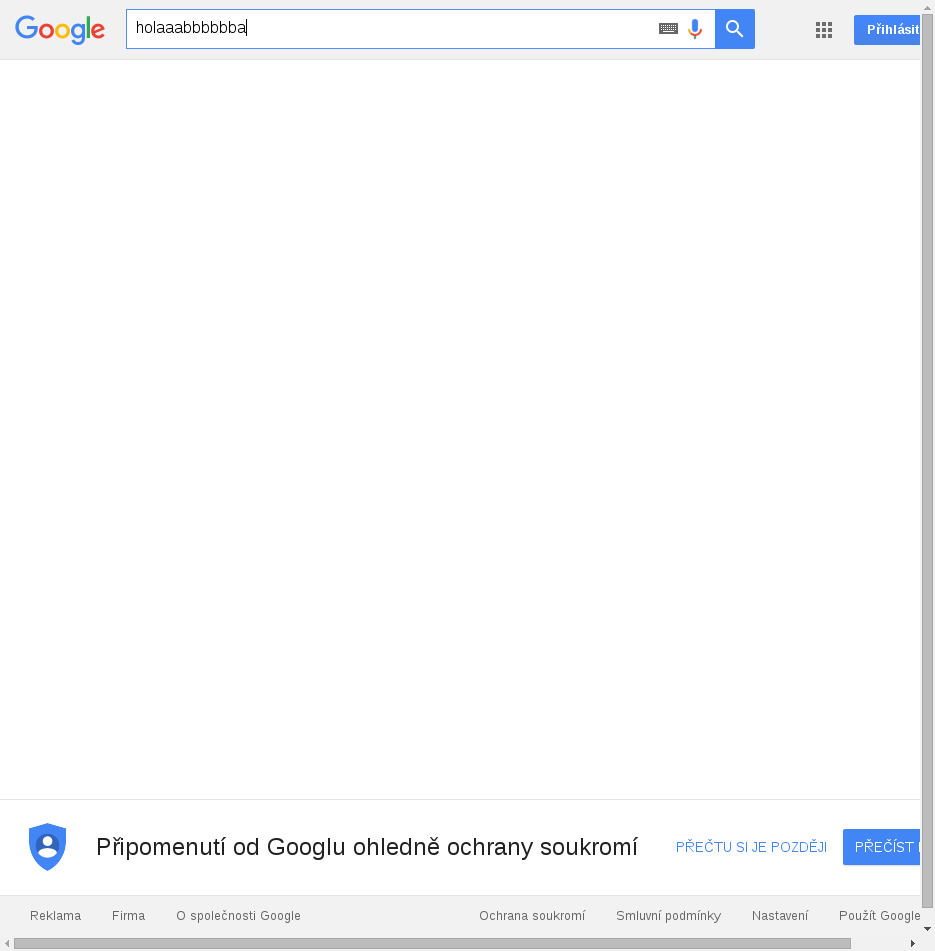 Google holaaabbbbbba Přihlásit
Připomenutí od Googlu ohledně ochrany soukromí PŘEČTU SI JE POZDĚJI PŘEČÍST
Reklama Firma O společnosti Google Ochrana soukromí Smluvní podmínky Nastavení Použít Google